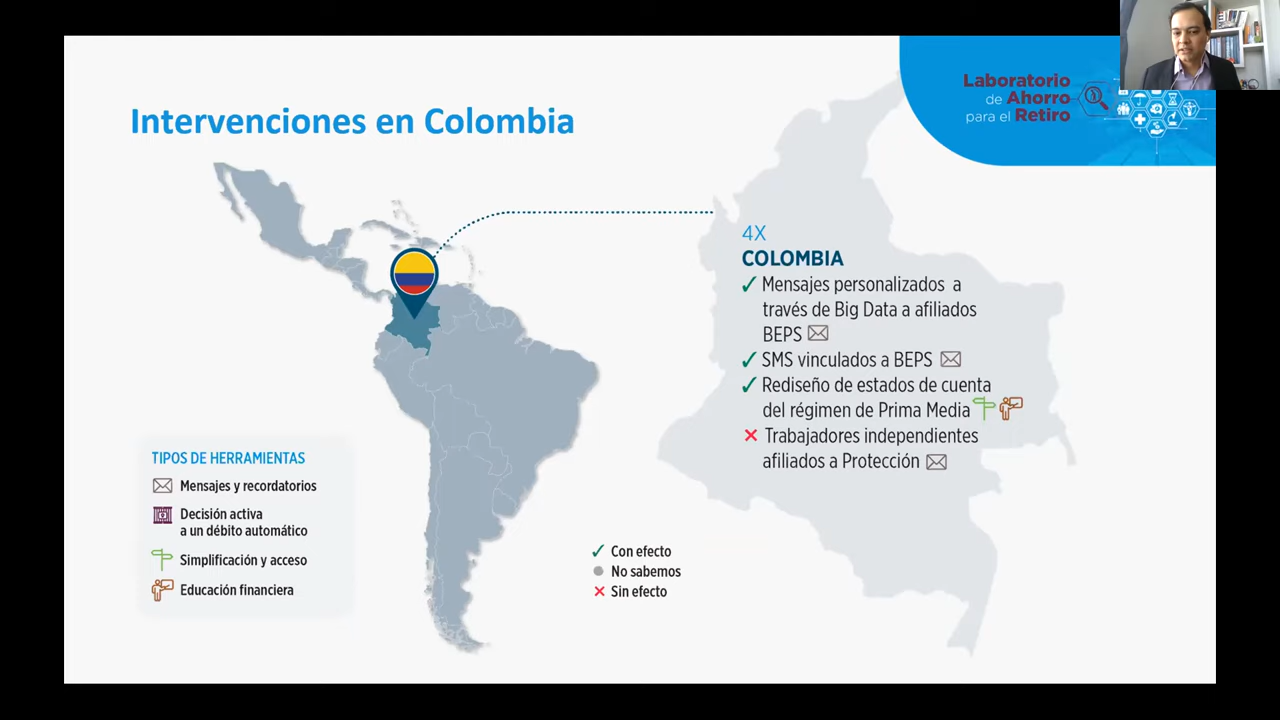 Laboratorio
de Ahorro
para el Retiro
Intervenciones en Colombia
4X
COLOMBIA
Mensajes personalizados a
través de Big Data a afiliados
BEPS
SMS vinculados a BEPS
Rediseño de estados de cuenta
del régimen de Prima Media
Trabajadores independientes
afiliados a Protección
TIPOS DE HERRAMIENTAS
Mensajes y recordatorios
Decisión activa
a un débito automático
Simplificación y acceso
Educación financiera
Con efecto
No sabemos
Sin efecto